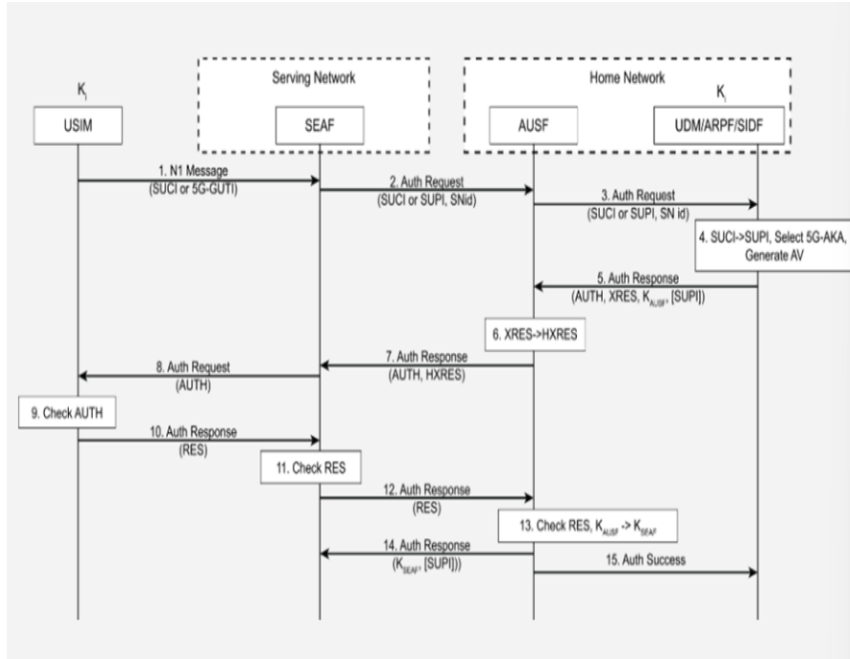 Serving Network
Home Network
Kᵢ
Kᵢ
USIM
SEAF
AUSF
UDM/ARPF/SIDF
1. N1 Message
(SUCI or 5G-GUTI)
2. Auth Request
(SUCI or SUPI, SNid)
3. Auth Request
(SUCI or SUPI, SN id)
4. SUCI->SUPI, Select 5G-AKA,
Generate AV
5. Auth Response
(AUTH, XRES, K_AUSF, [SUPI])
6. XRES->HXRES
7. Auth Response
(AUTH, HXRES)
8. Auth Request
(AUTH)
9. Check AUTH
10. Auth Response
(RES)
11. Check RES
12. Auth Response
(RES)
13. Check RES, K_AUSF -> K_SEAF
14. Auth Response
(K_SEAF, [SUPI]))
15. Auth Success